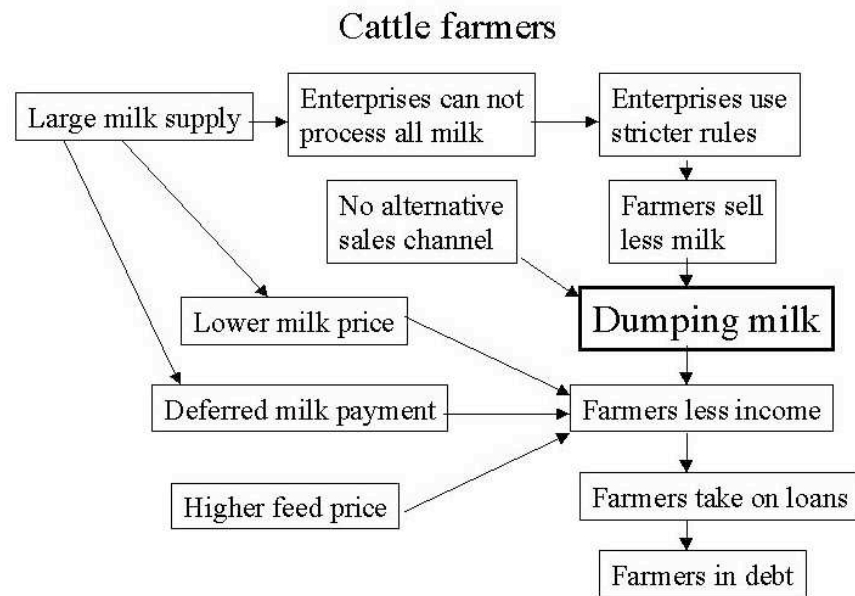 Cattle farmers
Large milk supply
Enterprises can not
process all milk
Enterprises use
stricter rules
No alternative
sales channel
Farmers sell
less milk
Lower milk price
Dumping milk
Deferred milk payment
Farmers less income
Higher feed price
Farmers take on loans
Farmers in debt